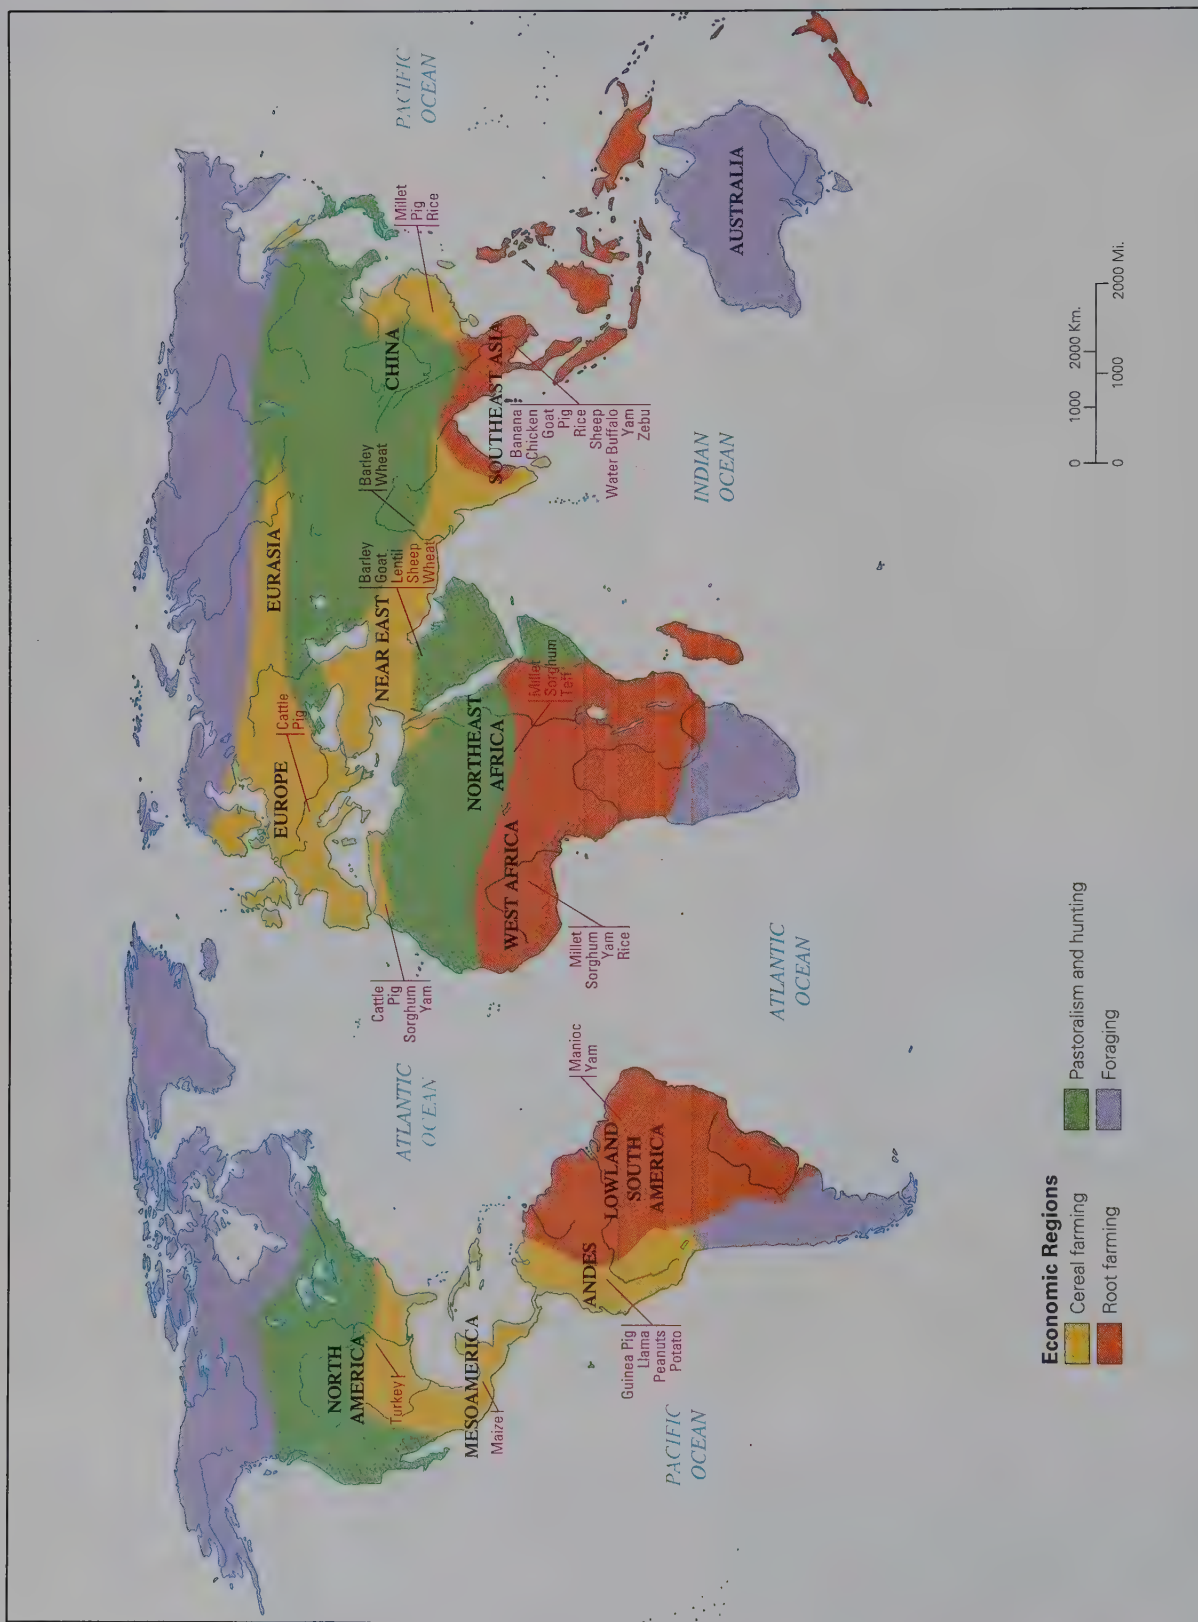 PACIFIC
OCEAN
NORTH
AMERICA
Turkey
MESOAMERICA
Maize
ATLANTIC
OCEAN
ANDES
Guinea Pig
Llama
Peanuts
Potato
LOWLAND
SOUTH
AMERICA
Manioc
Yam
PACIFIC
OCEAN
ATLANTIC
OCEAN
EUROPE
Cattle
Pig
EURASIA
Cattle
Pig
Sorghum
Yam
WEST AFRICA
Millet
Sorghum
Yam
Rice
NORTHEAST
AFRICA
Millet
Sorghum
Teff
NEAR EAST
Barley
Goat
Lentil
Sheep
Wheat
Barley
Wheat
CHINA
Millet
Pig
Rice
SOUTHEAST ASIA
Banana
Chicken
Goat
Pig
Rice
Sheep
Water Buffalo
Yam
Zebu
INDIAN
OCEAN
AUSTRALIA
Economic Regions
Cereal farming
Root farming
Pastoralism and hunting
Foraging
0 1000 2000 Km.
0 1000 2000 Mi.